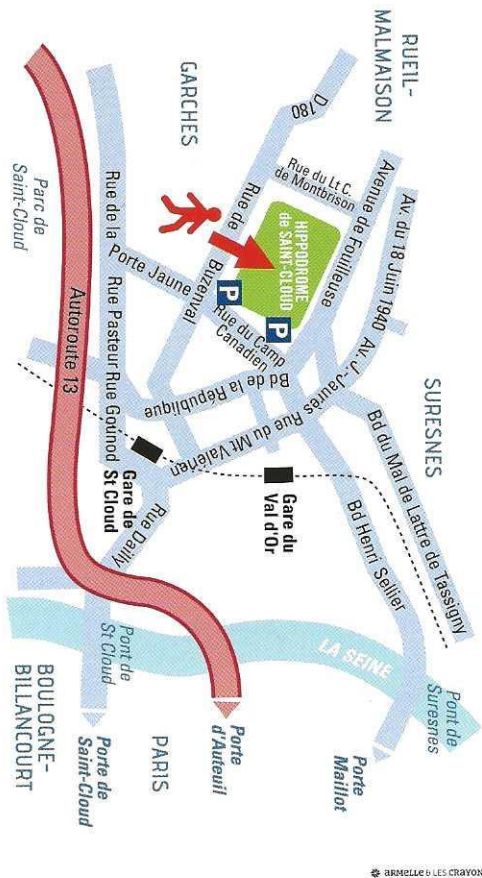 RUEIL-
MALMAISON
GARCHES
D.180
Rue du Lt C.
de Montbrison
Avenue de Fouilleuse
Av. du 18 Juin 1940
Av.-J.-Jaurès
SURESNES
HIPPODROME
de SAINT-CLOUD
P
P
Rue de Buzenval
Rue du Camp
Canadien
Rue de la
Porte Jaune
Rue Pasteur
Rue Gounod
Bd de la République
Rue du Mt Valérien
Bd du Mal de Lattre de Tassigny
Bd Henri Sellier
Parc de
Saint-Cloud
Autoroute 13
Gare de
St Cloud
Gare du
Val d'Or
Rue Dailly
LA SEINE
Pont de
St Cloud
Pont de
Suresnes
BOULOGNE-
BILLANCOURT
Porte de
Saint-Cloud
PARIS
Porte
d'Auteuil
Porte
Maillot
ARMELLE & LES CRAYONS